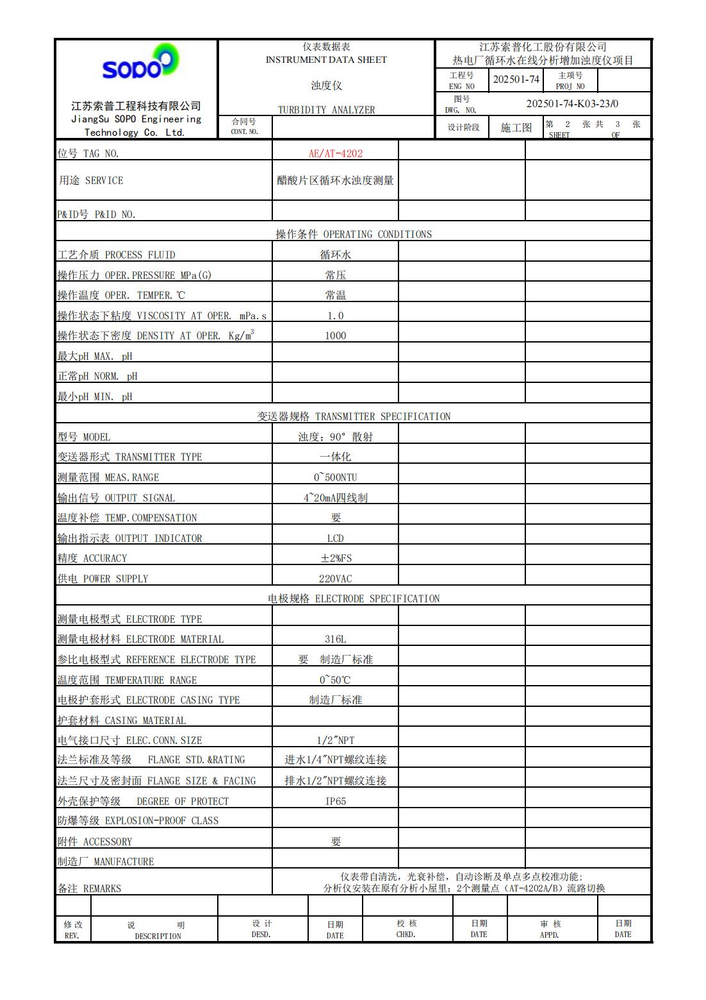 sopo
江苏索普工程科技有限公司
JiangSu SOPO Engineering
Technology Co. Ltd.
仪表数据表
INSTRUMENT DATA SHEET
浊度仪
TURBIDITY ANALYZER
合同号
CONT.NO.
江苏索普化工股份有限公司
热电厂循环水在线分析增加浊度仪项目
工程号 202501-74 主项号
ENG NO PROJ NO
图号 202501-74-K03-23/0
DWG. NO.
设计阶段 施工图 第 2 张 共 3 张
SHEET OF
位号 TAG NO. AE/AT-4202
用途 SERVICE 醋酸片区循环水浊度测量
P&ID号 P&ID NO.
操作条件 OPERATING CONDITIONS
工艺介质 PROCESS FLUID 循环水
操作压力 OPER.PRESSURE MPa(G) 常压
操作温度 OPER. TEMPER.℃ 常温
操作状态下粘度 VISCOSITY AT OPER. mPa.s 1.0
操作状态下密度 DENSITY AT OPER. Kg/m³ 1000
最大pH MAX. pH
正常pH NORM. pH
最小pH MIN. pH
变送器规格 TRANSMITTER SPECIFICATION
型号 MODEL 浊度：90° 散射
变送器形式 TRANSMITTER TYPE 一体化
测量范围 MEAS.RANGE 0~500NTU
输出信号 OUTPUT SIGNAL 4~20mA四线制
温度补偿 TEMP.COMPENSATION 要
输出指示表 OUTPUT INDICATOR LCD
精度 ACCURACY ±2%FS
供电 POWER SUPPLY 220VAC
电极规格 ELECTRODE SPECIFICATION
测量电极型式 ELECTRODE TYPE
测量电极材料 ELECTRODE MATERIAL 316L
参比电极型式 REFERENCE ELECTRODE TYPE 要 制造厂标准
温度范围 TEMPERATURE RANGE 0~50℃
电极护套形式 ELECTRODE CASING TYPE 制造厂标准
护套材料 CASING MATERIAL
电气接口尺寸 ELEC.CONN.SIZE 1/2″NPT
法兰标准及等级 FLANGE STD.&RATING 进水1/4″NPT螺纹连接
法兰尺寸及密封面 FLANGE SIZE & FACING 排水1/2″NPT螺纹连接
外壳保护等级 DEGREE OF PROTECT IP65
防爆等级 EXPLOSION-PROOF CLASS
附件 ACCESSORY 要
制造厂 MANUFACTURE
仪表带自清洗，光衰补偿，自动诊断及单点多点校准功能;
备注 REMARKS 分析仪安装在原有分析小屋里；2个测量点（AT-4202A/B）流路切换
修改 说 明 设 计 日期 校 核 日期 审 核 日期
REV. DESCRIPTION DESD. DATE CHKD. DATE APPD. DATE